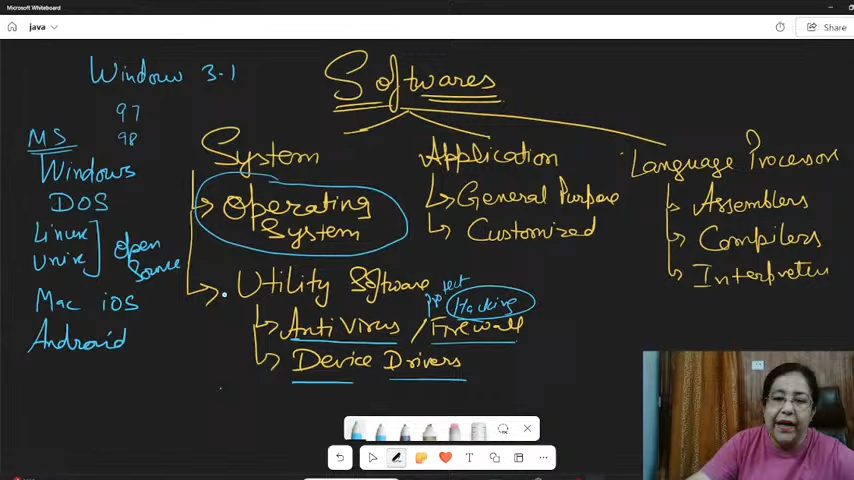 Microsoft Whiteboard
java
Share
Softwares
Window 3.1
97
98
MS
Windows
DOS
Linux
Unix
Open
Source
Mac iOS
Android
System
Operating
System
Utility Software
protect
Hacking
Anti Virus / Firewall
Device Drivers
Application
General Purpose
Customized
Language Processors
Assemblers
Compilers
Interpreters